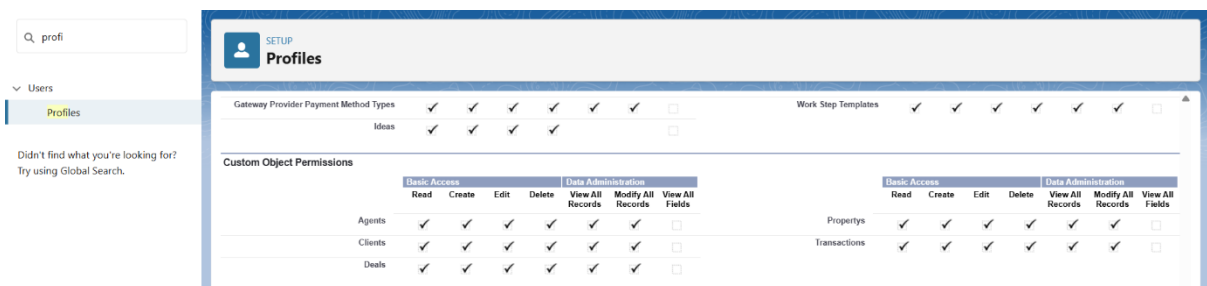 profi
Users
Profiles
Didn't find what you're looking for?
Try using Global Search.
SETUP
Profiles
Gateway Provider Payment Method Types
Work Step Templates
Ideas
Custom Object Permissions
Basic Access Data Administration Basic Access Data Administration
Read Create Edit Delete View All Records Modify All Records View All Fields Read Create Edit Delete View All Records Modify All Records View All Fields
Agents Propertys
Clients Transactions
Deals